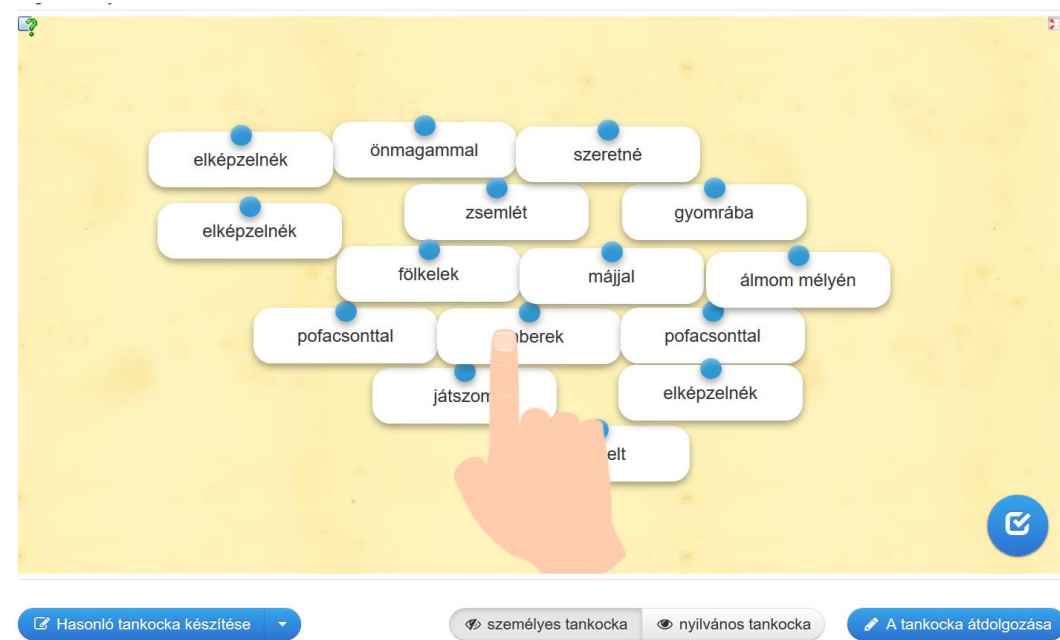 elképzelnék
önmagammal
szeretné
zsemlét
gyomrába
elképzelnék
fölkelek
májjal
álmom mélyén
pofacsonttal
pofacsonttal
elképzelnék
Hasonló tankocka készítése
személyes tankocka
nyilvános tankocka
A tankocka átdolgozása